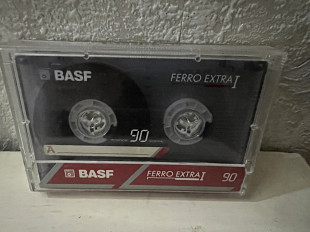 BASF FERRO EXTRA I
90
A
BASF FERRO EXTRA I 90